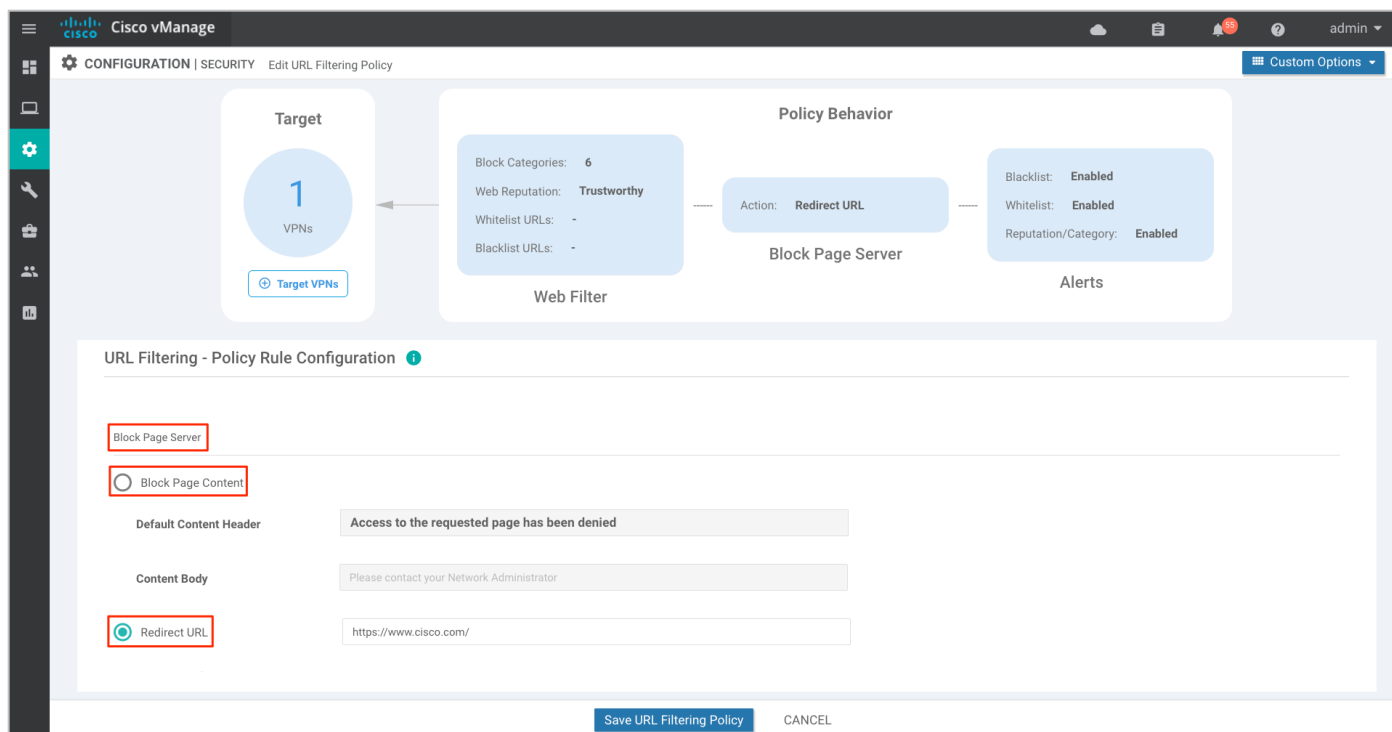 cisco Cisco vManage 55 admin
CONFIGURATION | SECURITY Edit URL Filtering Policy Custom Options
Target
1
VPNs
Target VPNs
Policy Behavior
Block Categories: 6
Web Reputation: Trustworthy
Whitelist URLs: -
Blacklist URLs: -
Web Filter
Action: Redirect URL
Block Page Server
Blacklist: Enabled
Whitelist: Enabled
Reputation/Category: Enabled
Alerts
URL Filtering - Policy Rule Configuration
Block Page Server
Block Page Content
Default Content Header Access to the requested page has been denied
Content Body Please contact your Network Administrator
Redirect URL https://www.cisco.com/
Save URL Filtering Policy CANCEL